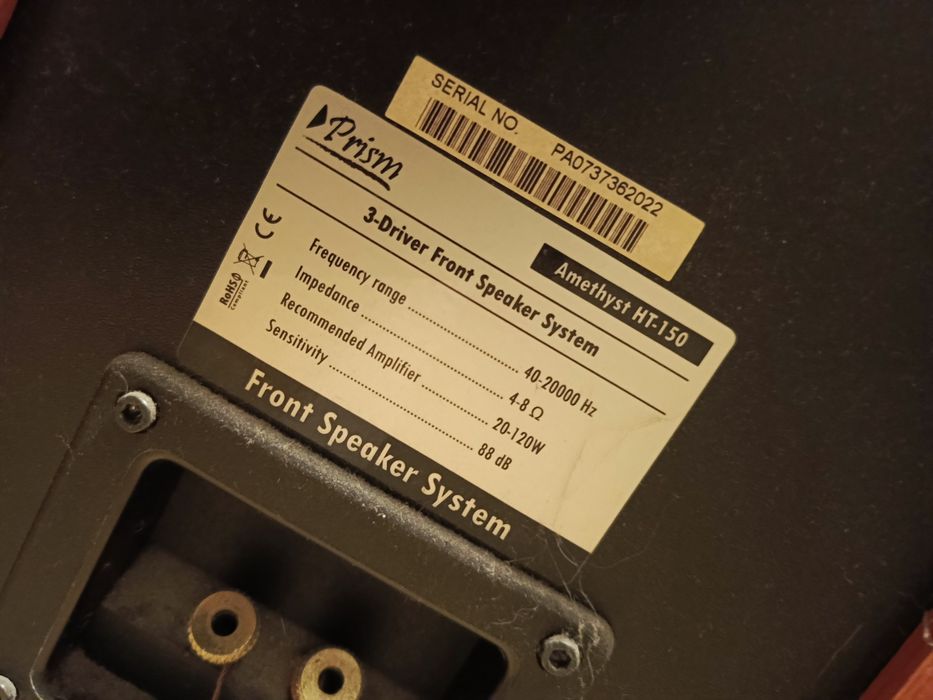 SERIAL NO. PA0737362022
Prism
Amethyst HT-150
3-Driver Front Speaker System
Frequency range .................... 40-20000 Hz
Impedance .......................... 4-8 Ω
Recommended Amplifier .............. 20-120W
Sensitivity ........................ 88 dB
CE
RoHS
Compliant
Front Speaker System